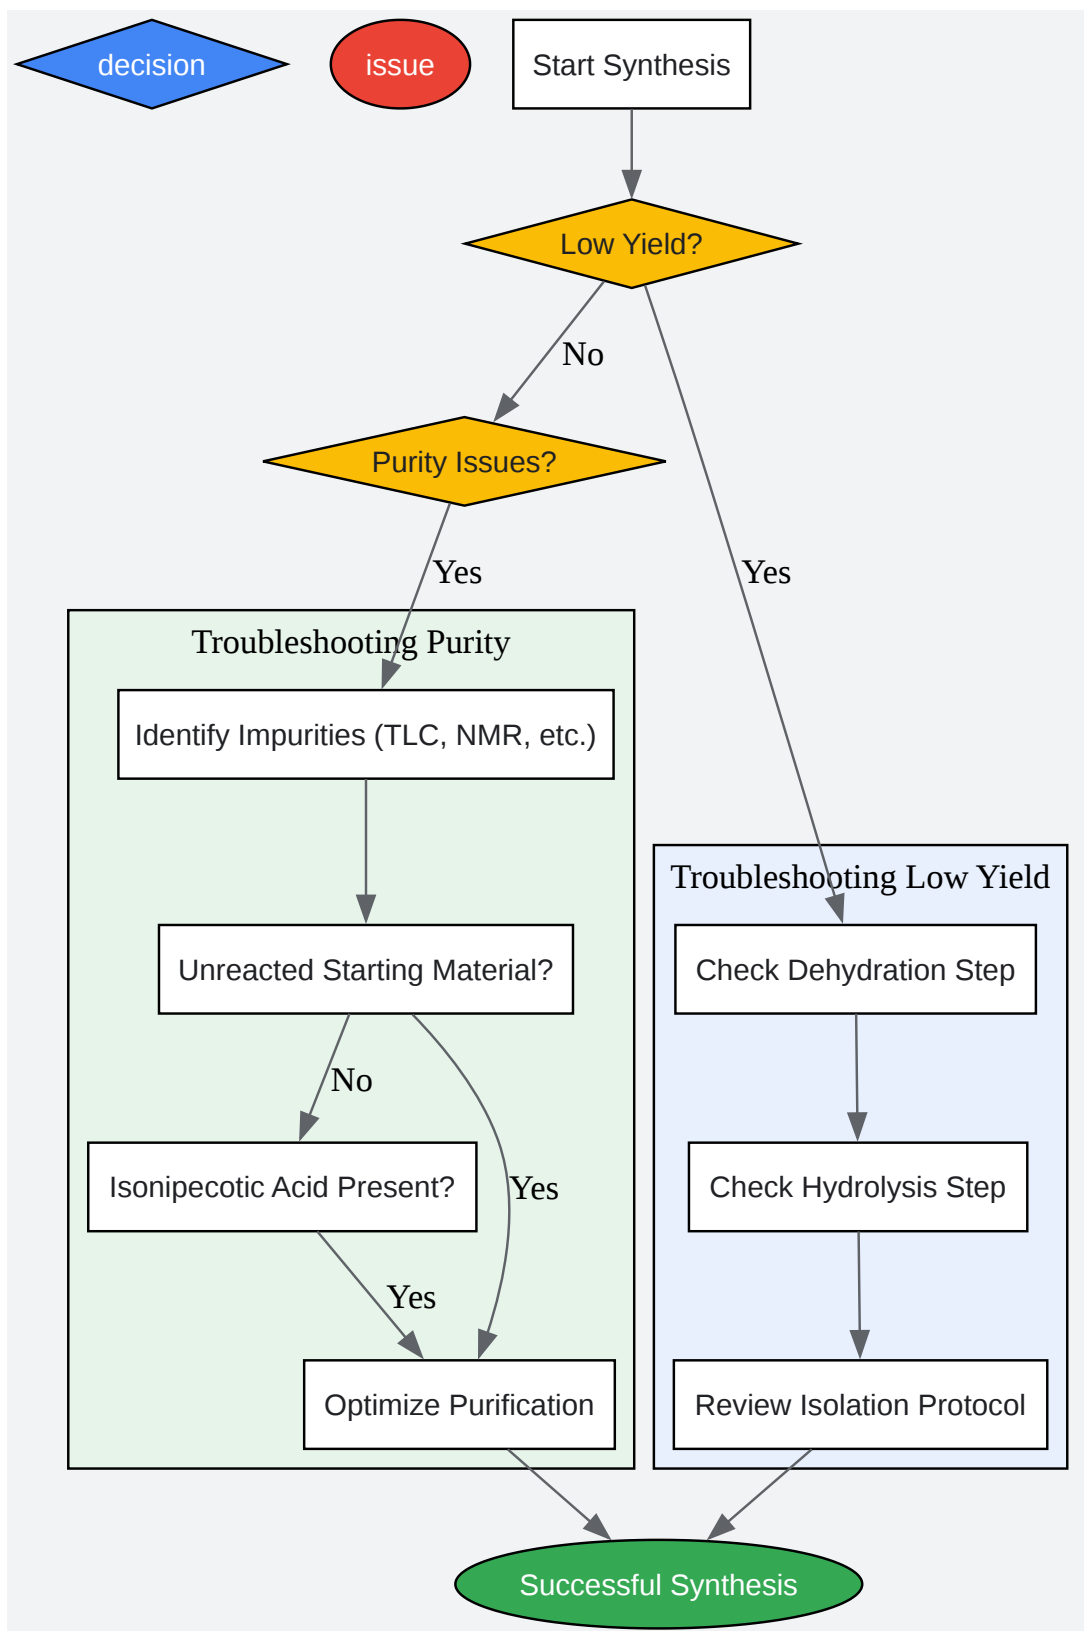 decision
issue
Start Synthesis
Low Yield?
No
Purity Issues?
Yes
Yes
Troubleshooting Purity
Identify Impurities (TLC, NMR, etc.)
Troubleshooting Low Yield
Unreacted Starting Material?
Check Dehydration Step
No
Isonipecotic Acid Present?
Yes
Check Hydrolysis Step
Yes
Optimize Purification
Review Isolation Protocol
Successful Synthesis